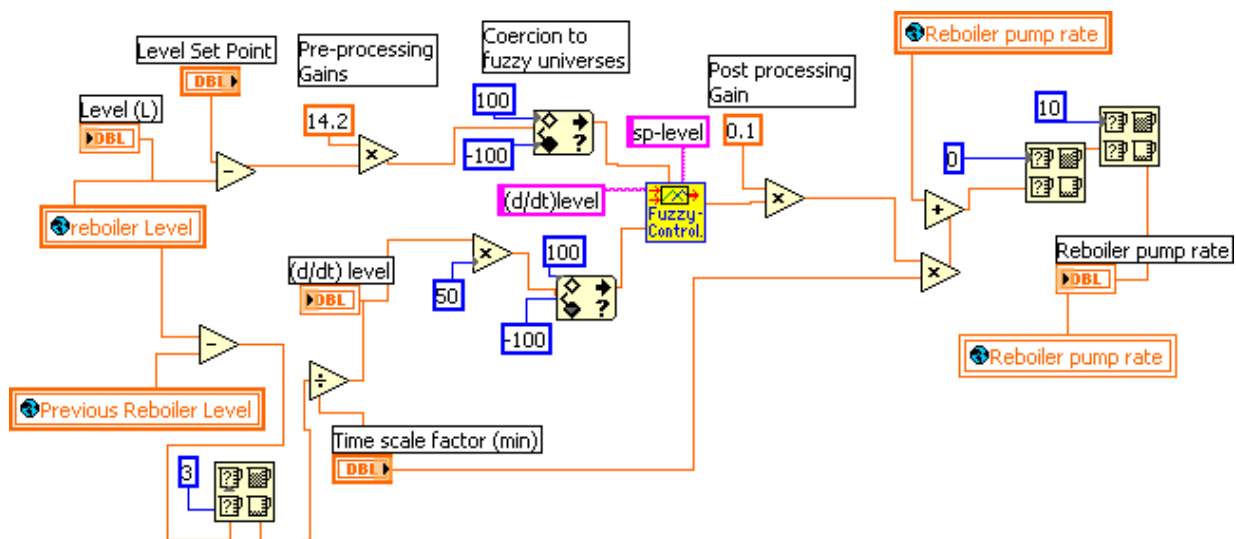 Level Set Point
DBL
Pre-processing
Gains
Coercion to
fuzzy universes
Reboiler pump rate
Post processing
Gain
Level (L)
DBL
14.2
×
100
-100
?
sp-level
0.1
10
?
?
-
(d/dt)level
Fuzzy-
Control.
×
0
?
?
+
reboiler Level
(d/dt) level
DBL
×
50
100
-100
?
×
Reboiler pump rate
DBL
-
÷
Reboiler pump rate
Previous Reboiler Level
Time scale factor (min)
DBL
3
?
?